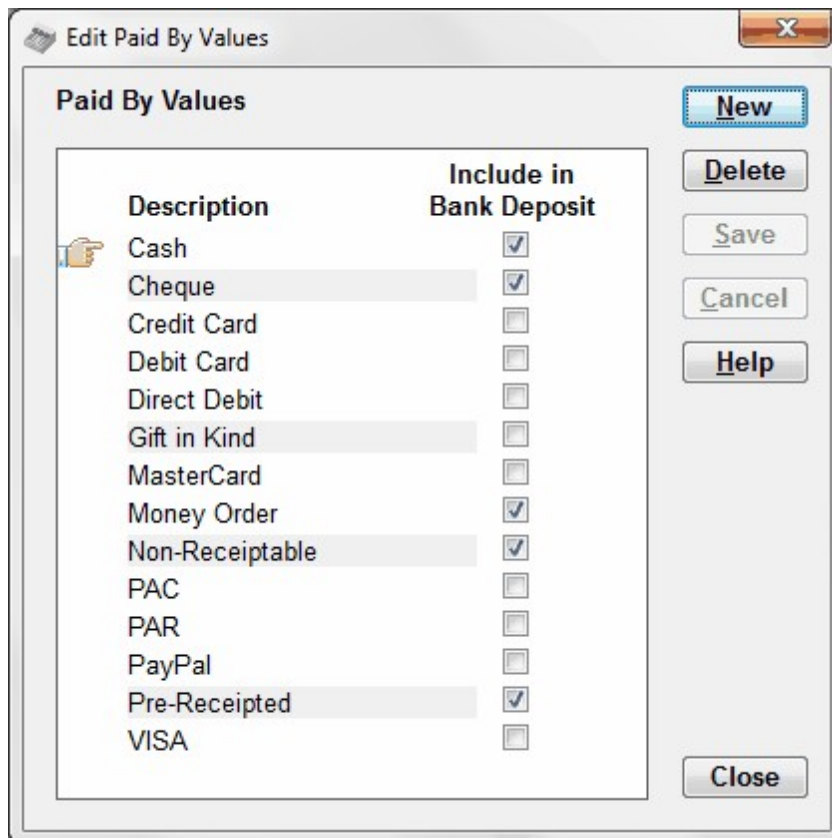 Edit Paid By Values
Paid By Values
New
Delete
Save
Cancel
Help
Include in
Bank Deposit
Description
Cash
Cheque
Credit Card
Debit Card
Direct Debit
Gift in Kind
MasterCard
Money Order
Non-Receiptable
PAC
PAR
PayPal
Pre-Receipted
VISA
Close